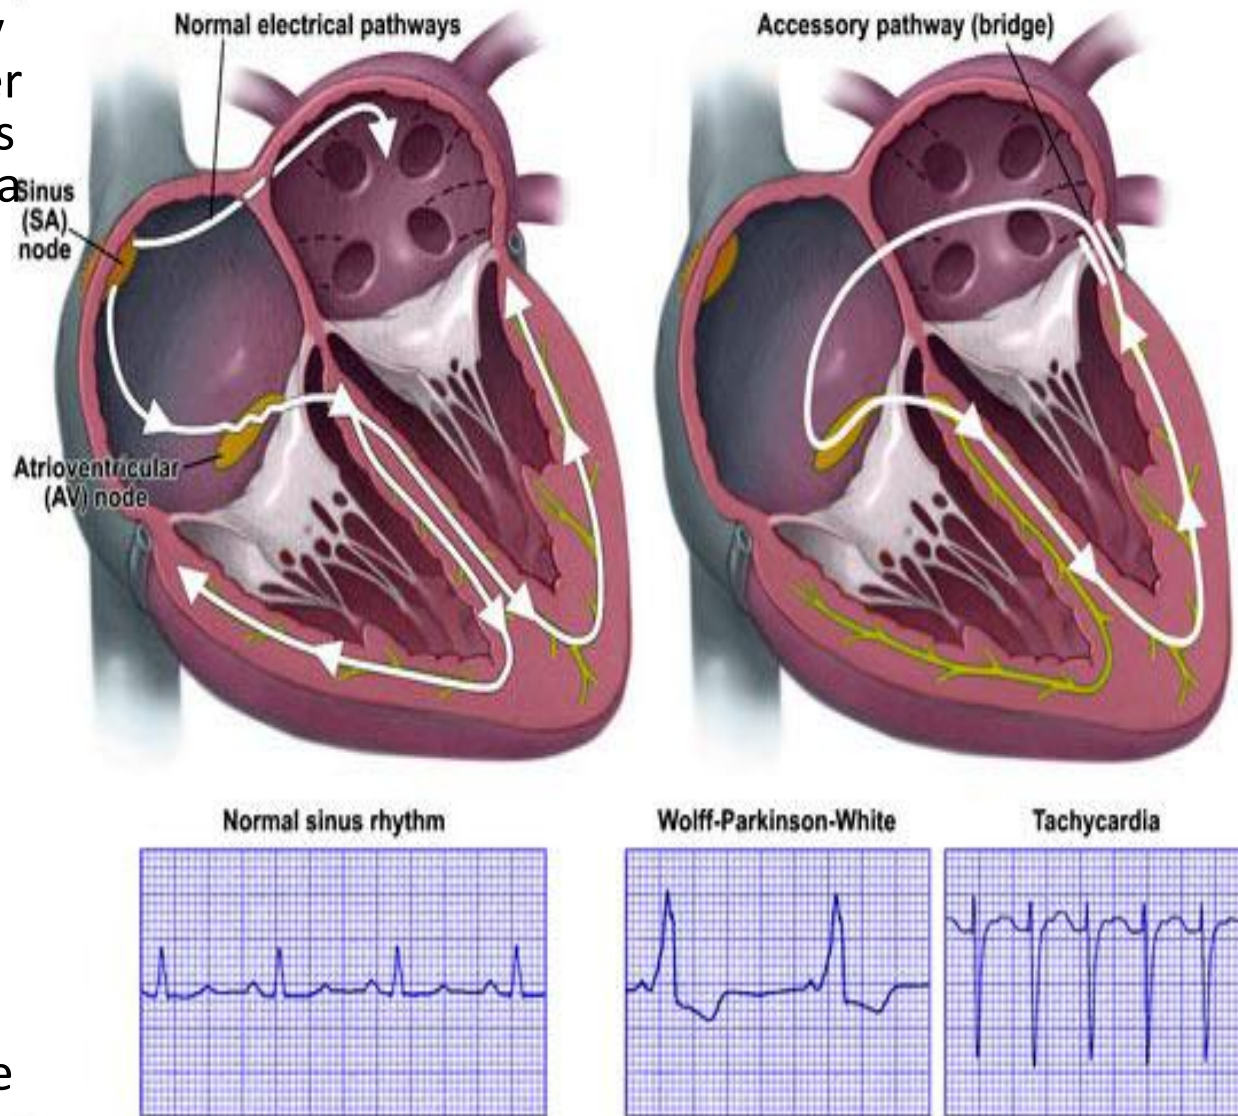 Normal electrical pathways
Accessory pathway (bridge)
y
er
s
a
Sinus
(SA)
node
Atrioventricular
(AV) node
Normal sinus rhythm
Wolff-Parkinson-White
Tachycardia
e